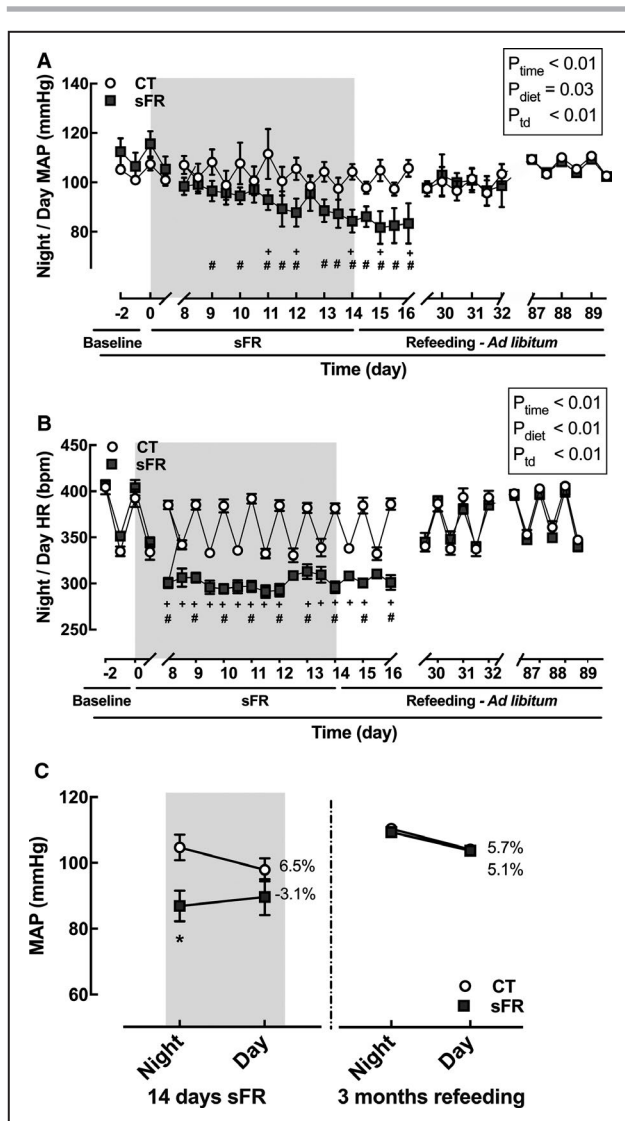 A
Night / Day MAP (mmHg)
140
120
100
80
CT
sFR
P_time < 0.01
P_diet = 0.03
P_td < 0.01
+ + + + +
# # # # # # # # # # #
-2 0 8 9 10 11 12 13 14 15 16 30 31 32 87 88 89
Baseline sFR Refeeding - Ad libitum
Time (day)
B
Night / Day HR (bpm)
450
400
350
300
250
CT
sFR
P_time < 0.01
P_diet < 0.01
P_td < 0.01
+ + + + + + + + + + + + + + + +
# # # # # # # # #
-2 0 8 9 10 11 12 13 14 15 16 30 31 32 87 88 89
Baseline sFR Refeeding - Ad libitum
Time (day)
C
MAP (mmHg)
120
100
80
60
6.5%
-3.1%
*
5.7%
5.1%
CT
sFR
Night Day Night Day
14 days sFR 3 months refeeding